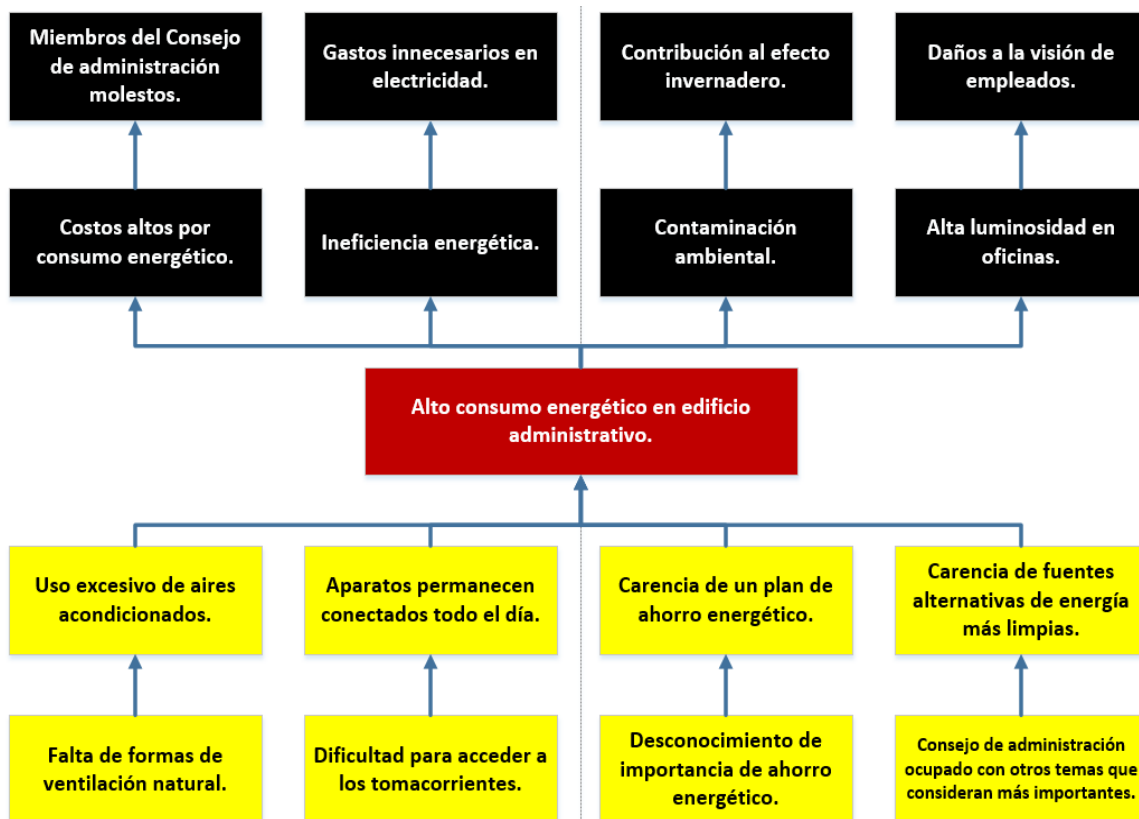 Miembros del Consejo
de administración
molestos.
Gastos innecesarios en
electricidad.
Contribución al efecto
invernadero.
Daños a la visión de
empleados.
Costos altos por
consumo energético.
Ineficiencia energética.
Contaminación
ambiental.
Alta luminosidad en
oficinas.
Alto consumo energético en edificio
administrativo.
Uso excesivo de aires
acondicionados.
Aparatos permanecen
conectados todo el día.
Carencia de un plan de
ahorro energético.
Carencia de fuentes
alternativas de energía
más limpias.
Falta de formas de
ventilación natural.
Dificultad para acceder a
los tomacorrientes.
Desconocimiento de
importancia de ahorro
energético.
Consejo de administración
ocupado con otros temas que
consideran más importantes.